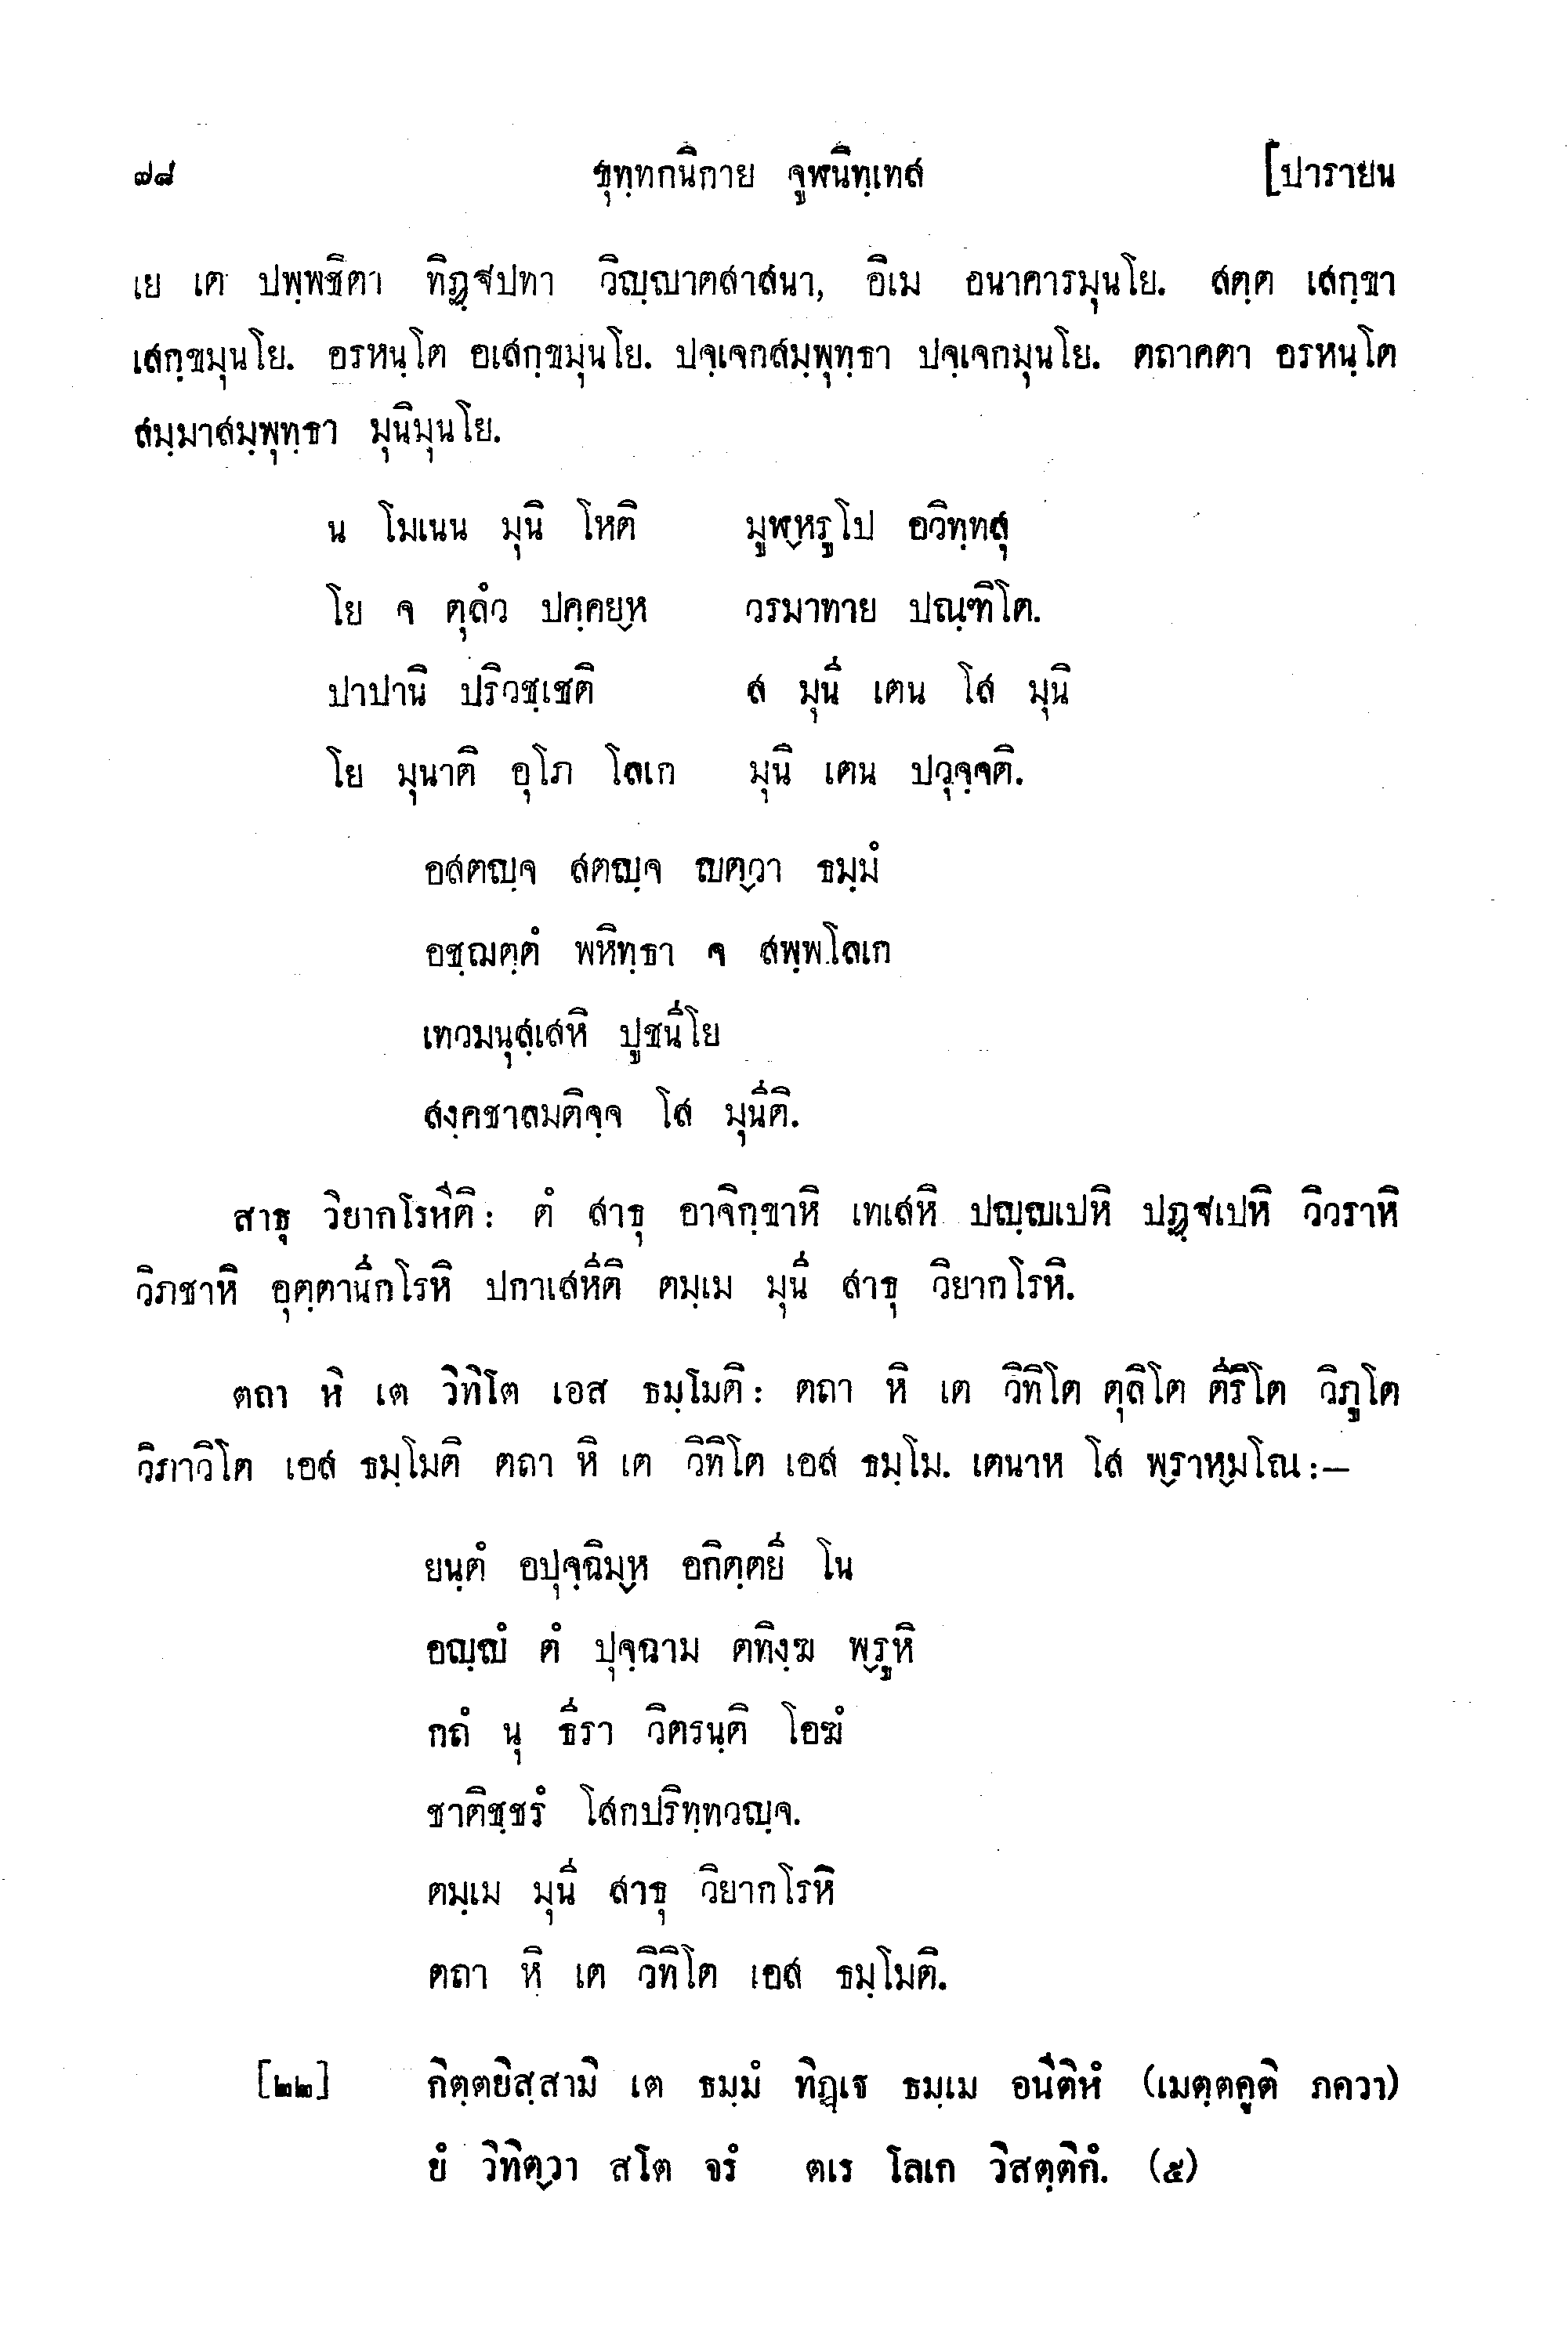 ๗๘ ขุทฺทกนิกาย จูฬนิทฺเทส [ปารายน
เย เต ปพฺพชิตา ทิฏฺฐปทา วิญฺญาตสาสนา, อิเม อนาคารมุนโย. สตฺต เสกฺขา
เสกฺขมุนโย. อรหนฺโต อเสกฺขมุนโย. ปจฺเจกสมฺพุทฺธา ปจฺเจกมุนโย. ตถาคตา อรหนฺโต
สมฺมาสมฺพุทฺธา มุนิมุนโย.
น โมเนน มุนิ โหติ มูฬฺหรูโป อวิทฺทสุ
โย จ ตุลํว ปคฺคยฺห วรมาทาย ปณฺฑิโต.
ปาปานิ ปริวชฺเชติ ส มุนี เตน โส มุนิ
โย มุนาติ อุโภ โลเก มุนิ เตน ปวุจฺจติ.
อสตญฺจ สตญฺจ ญตฺวา ธมฺมํ
อชฺฌตฺตํ พหิทฺธา จ สพฺพโลเก
เทวมนุสฺเสหิ ปูชนีโย
สงฺคชาลมติจฺจ โส มุนีติ.
สาธุ วิยากโรหีติ: ตํ สาธุ อาจิกฺขาหิ เทเสหิ ปญฺญเปหิ ปฏฺฐเปหิ วิวราหิ
วิภชาหิ อุตฺตานีกโรหิ ปกาเสหีติ ตมฺเม มุนี สาธุ วิยากโรหิ.
ตถา หิ เต วิทิโต เอส ธมฺโมติ: ตถา หิ เต วิทิโต ตุลิโต ตีริโต วิภูโต
วิภาวิโต เอส ธมฺโมติ ตถา หิ เต วิทิโต เอส ธมฺโม. เตนาห โส พฺราหฺมโณ:—
ยนฺตํ อปุจฺฉิมฺห อกิตฺตยี โน
อญฺญํ ตํ ปุจฺฉาม ตทิงฺฆ พฺรูหิ
กถํ นุ ธีรา วิตรนฺติ โอฆํ
ชาติชฺชรํ โสกปริทฺทวญฺจ.
ตมฺเม มุนี สาธุ วิยากโรหิ
ตถา หิ เต วิทิโต เอส ธมฺโมติ.
[๒๒] กิตฺตยิสฺสามิ เต ธมฺมํ ทิฏฺเฐ ธมฺเม อนีติหํ (เมตฺตคูติ ภควา)
ยํ วิทิตฺวา สโต จรํ ตเร โลเก วิสตฺติกํ. (๕)